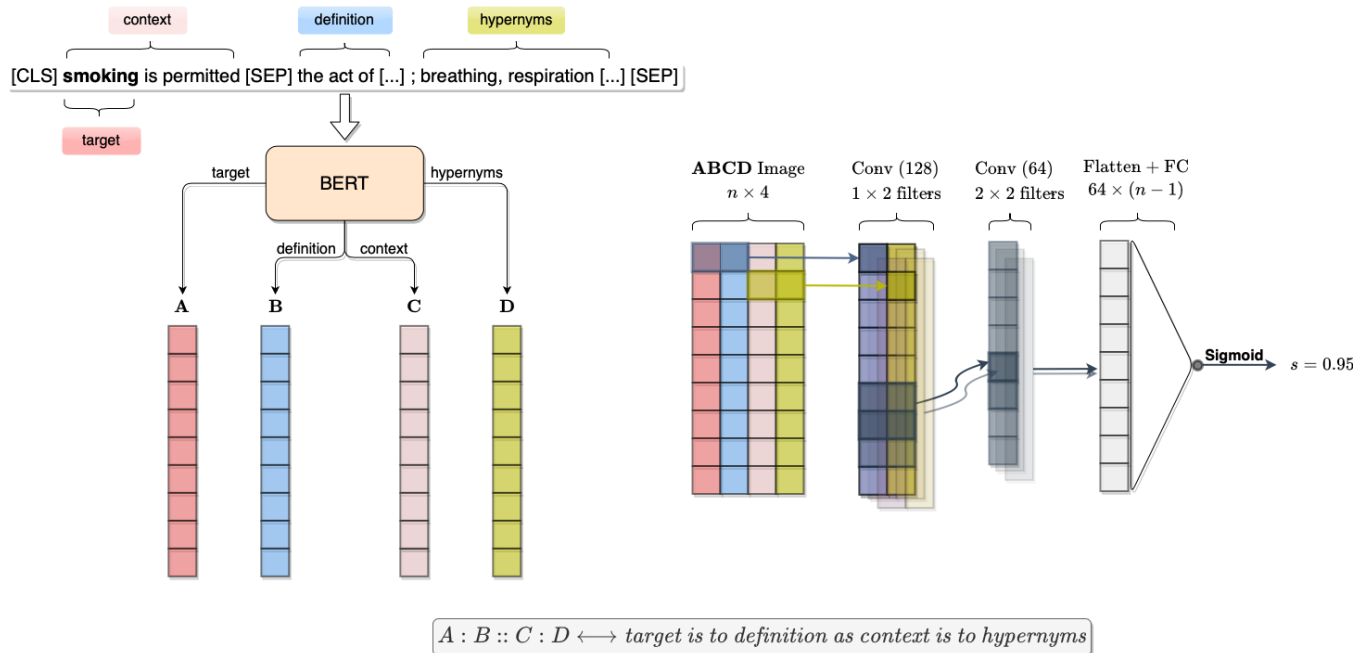 context definition hypernyms
[CLS] smoking is permitted [SEP] the act of [...] ; breathing, respiration [...] [SEP]
target
target BERT hypernyms
definition context
A B C D
ABCD Image
n × 4
Conv (128)
1 × 2 filters
Conv (64)
2 × 2 filters
Flatten + FC
64 × (n − 1)
Sigmoid
s = 0.95
A : B :: C : D ⟷ target is to definition as context is to hypernyms